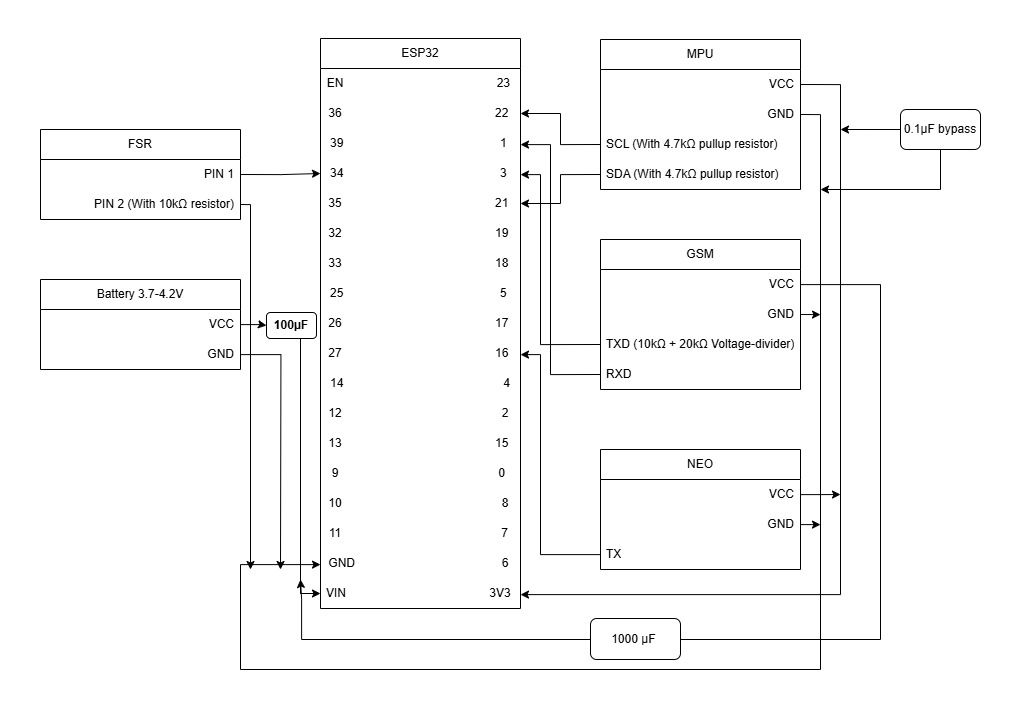 ESP32
EN
36
39
34
35
32
33
25
26
27
14
12
13
9
10
11
GND
VIN
23
22
1
3
21
19
18
5
17
16
4
2
15
0
8
7
6
3V3
FSR
PIN 1
PIN 2 (With 10kΩ resistor)
Battery 3.7-4.2V
VCC
GND
100µF
MPU
VCC
GND
SCL (With 4.7kΩ pullup resistor)
SDA (With 4.7kΩ pullup resistor)
0.1µF bypass
GSM
VCC
GND
TXD (10kΩ + 20kΩ Voltage-divider)
RXD
NEO
VCC
GND
TX
1000 µF